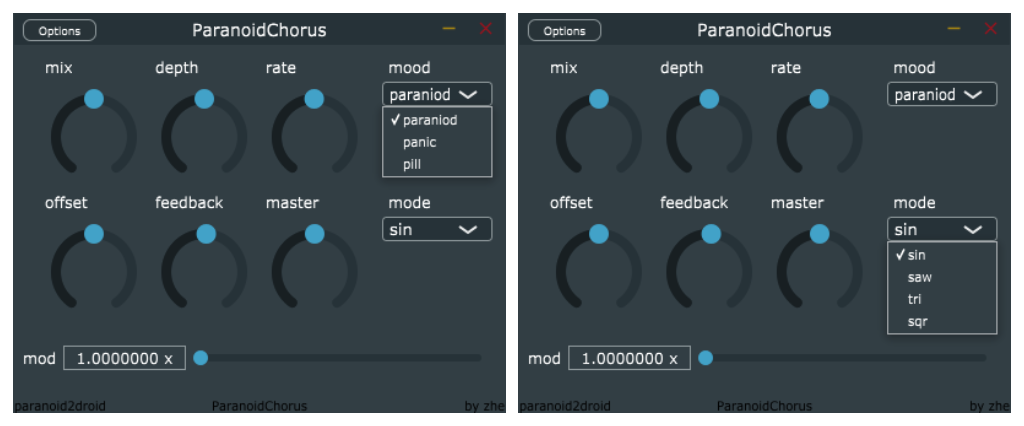 Options ParanoidChorus
mix depth rate mood
paraniod
✓ paraniod
panic
pill
offset feedback master mode
sin
mod 1.0000000 x
paranoid2droid ParanoidChorus by zhe
Options ParanoidChorus
mix depth rate mood
paraniod
offset feedback master mode
sin
✓ sin
saw
tri
sqr
mod 1.0000000 x
paranoid2droid ParanoidChorus by zhe